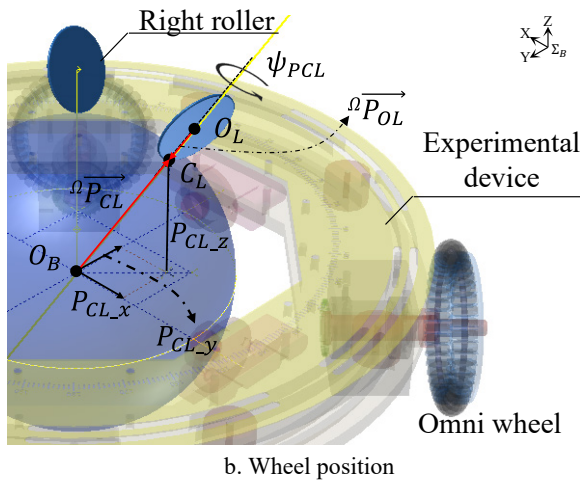 Right roller
ψ_PCL
Z
X
Y
Σ_B
O_L
^Ω P_OL
C_L
Experimental
device
^Ω P_CL
P_CL_z
O_B
P_CL_x
P_CL_y
Omni wheel
b. Wheel position